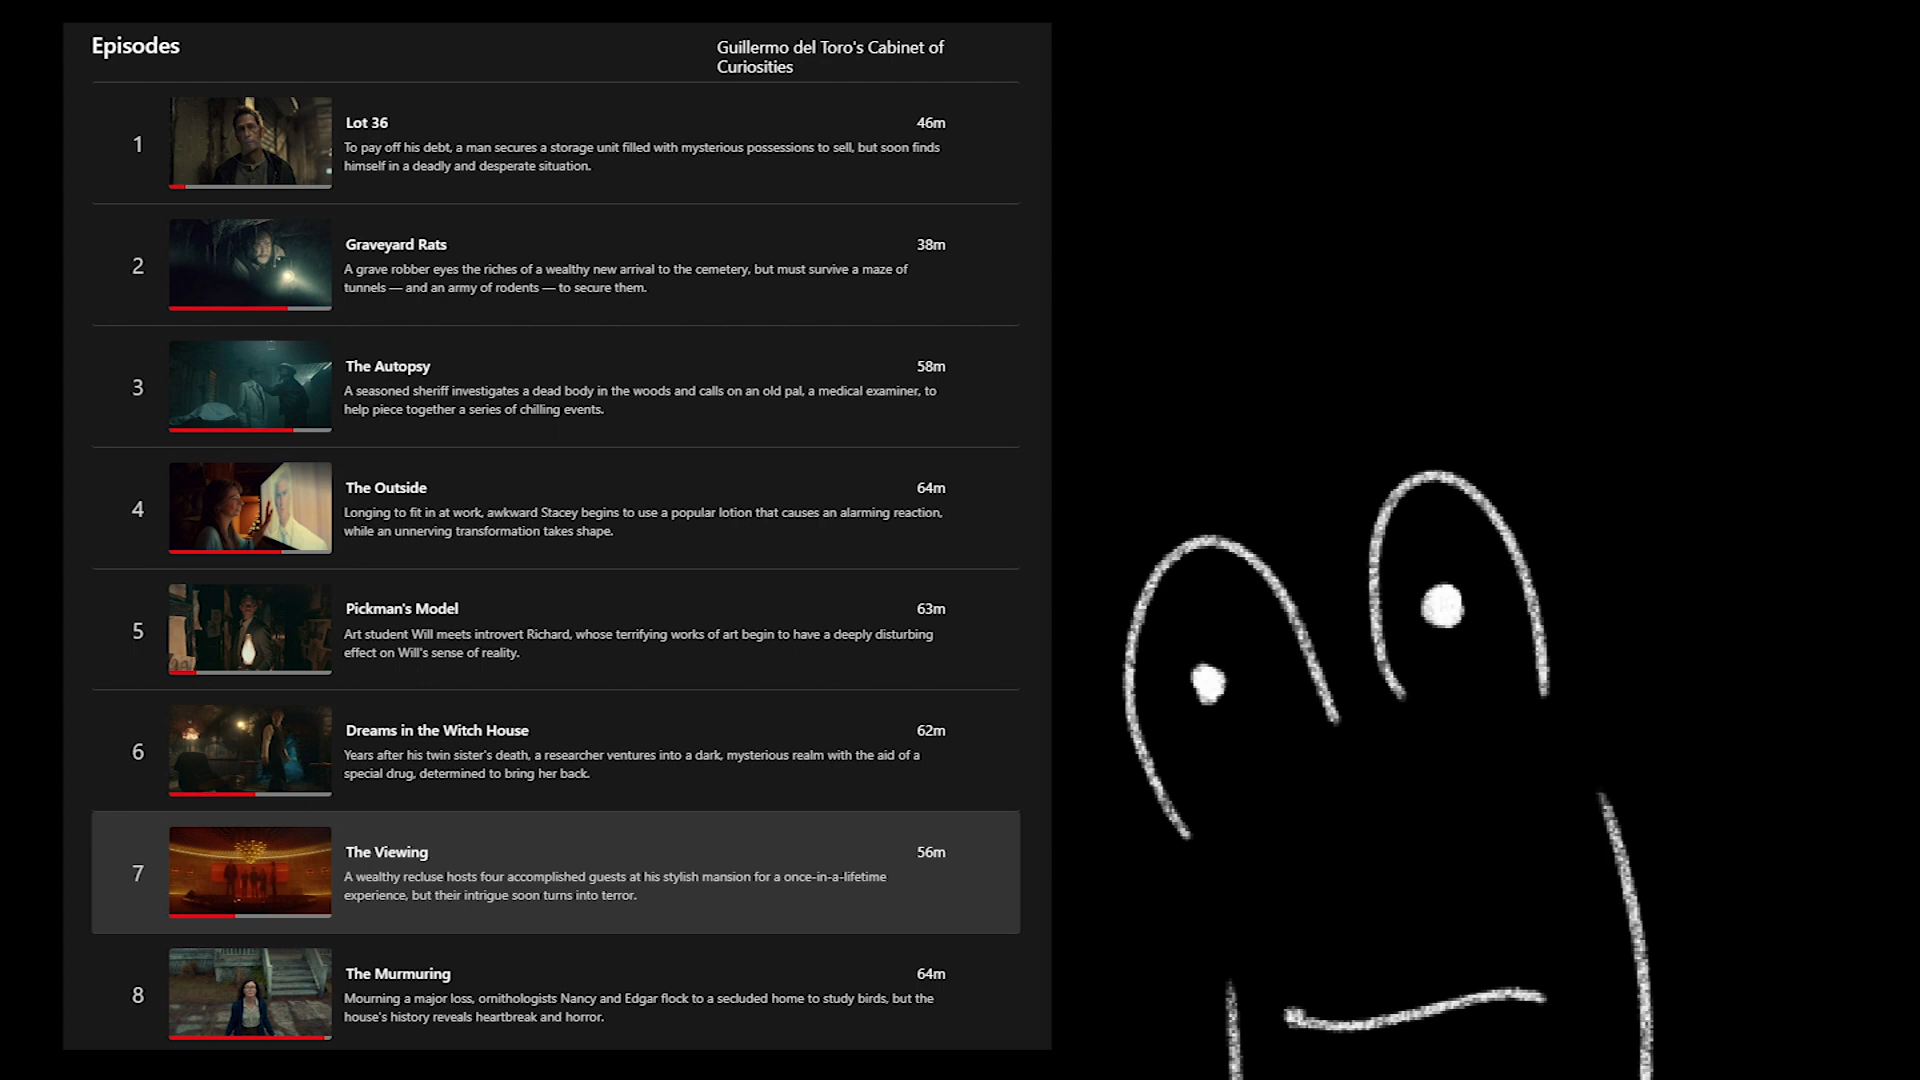 Episodes
Guillermo del Toro's Cabinet of
Curiosities
1
Lot 36
46m
To pay off his debt, a man secures a storage unit filled with mysterious possessions to sell, but soon finds
himself in a deadly and desperate situation.
2
Graveyard Rats
38m
A grave robber eyes the riches of a wealthy new arrival to the cemetery, but must survive a maze of
tunnels — and an army of rodents — to secure them.
3
The Autopsy
58m
A seasoned sheriff investigates a dead body in the woods and calls on an old pal, a medical examiner, to
help piece together a series of chilling events.
4
The Outside
64m
Longing to fit in at work, awkward Stacey begins to use a popular lotion that causes an alarming reaction,
while an unnerving transformation takes shape.
5
Pickman's Model
63m
Art student Will meets introvert Richard, whose terrifying works of art begin to have a deeply disturbing
effect on Will's sense of reality.
6
Dreams in the Witch House
62m
Years after his twin sister's death, a researcher ventures into a dark, mysterious realm with the aid of a
special drug, determined to bring her back.
7
The Viewing
56m
A wealthy recluse hosts four accomplished guests at his stylish mansion for a once-in-a-lifetime
experience, but their intrigue soon turns into terror.
8
The Murmuring
64m
Mourning a major loss, ornithologists Nancy and Edgar flock to a secluded home to study birds, but the
house's history reveals heartbreak and horror.